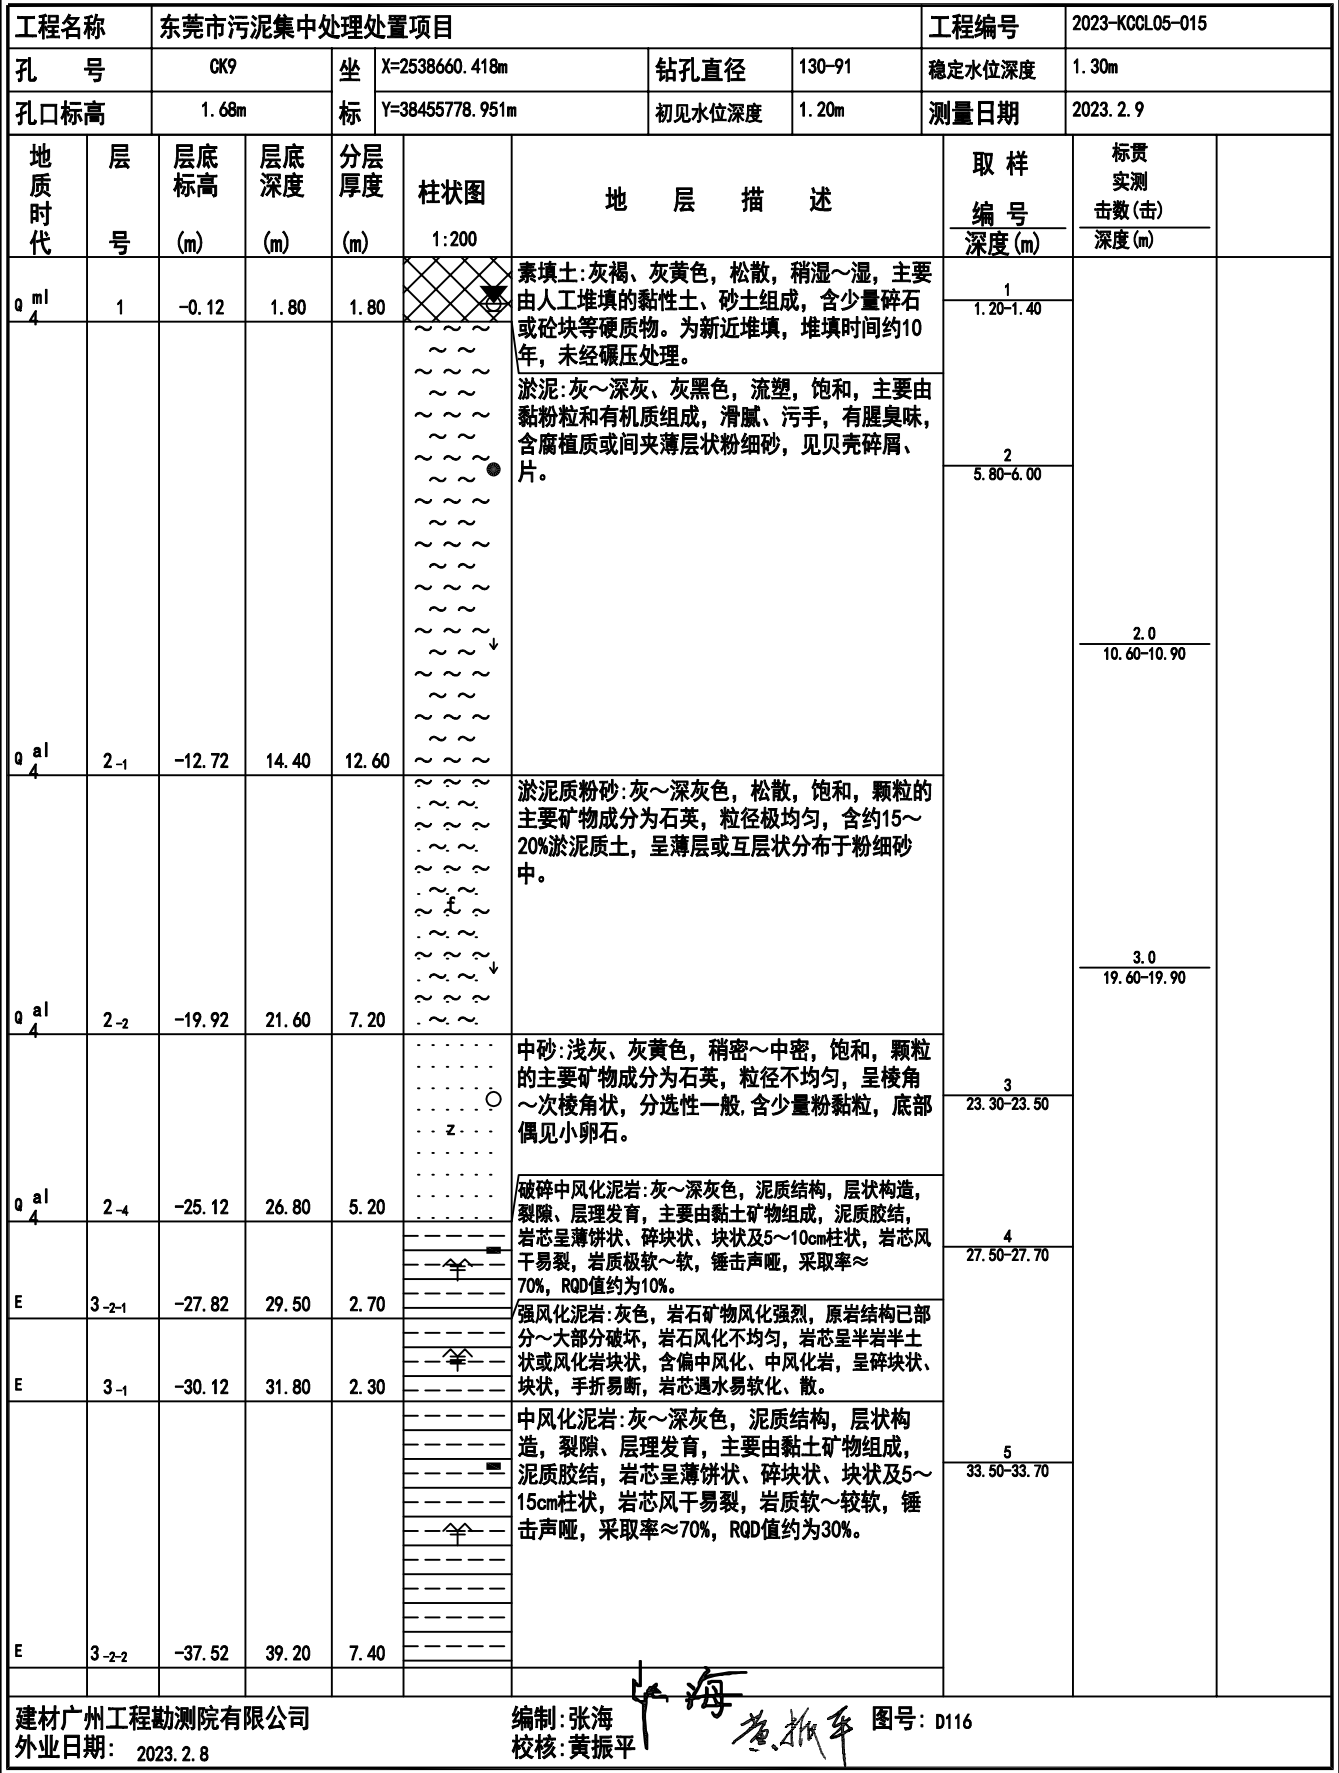 工程名称 东莞市污泥集中处理处置项目 工程编号 2023-KCCL05-015
孔 号 CK9 坐 X=2538660.418m 钻孔直径 130-91 稳定水位深度 1.30m
孔口标高 1.68m 标 Y=38455778.951m 初见水位深度 1.20m 测量日期 2023.2.9
地质时代 层号 层底标高(m) 层底深度(m) 分层厚度(m) 柱状图 1:200 地 层 描 述 取样编号 深度(m) 标贯实测击数(击) 深度(m)
素填土:灰褐、灰黄色，松散，稍湿～湿，主要
由人工堆填的黏性土、砂土组成，含少量碎石
或砼块等硬质物。为新近堆填，堆填时间约10
年，未经碾压处理。
Q ml 4 1 -0.12 1.80 1.80
1
1.20-1.40
淤泥:灰～深灰、灰黑色，流塑，饱和，主要由
黏粉粒和有机质组成，滑腻、污手，有腥臭味，
含腐植质或间夹薄层状粉细砂，见贝壳碎屑、
片。
2
5.80-6.00
2.0
10.60-10.90
Q al 4 2-1 -12.72 14.40 12.60
淤泥质粉砂:灰～深灰色，松散，饱和，颗粒的
主要矿物成分为石英，粒径极均匀，含约15～
20%淤泥质土，呈薄层或互层状分布于粉细砂
中。
f
3.0
19.60-19.90
Q al 4 2-2 -19.92 21.60 7.20
中砂:浅灰、灰黄色，稍密～中密，饱和，颗粒
的主要矿物成分为石英，粒径不均匀，呈棱角
～次棱角状，分选性一般,含少量粉黏粒，底部
偶见小卵石。
z
3
23.30-23.50
Q al 4 2-4 -25.12 26.80 5.20
破碎中风化泥岩:灰～深灰色，泥质结构，层状构造，
裂隙、层理发育，主要由黏土矿物组成，泥质胶结，
岩芯呈薄饼状、碎块状、块状及5～10cm柱状，岩芯风
干易裂，岩质极软～软，锤击声哑，采取率≈
70%，RQD值约为10%。
4
27.50-27.70
E 3-2-1 -27.82 29.50 2.70
强风化泥岩:灰色，岩石矿物风化强烈，原岩结构已部
分～大部分破坏，岩石风化不均匀，岩芯呈半岩半土
状或风化岩块状，含偏中风化、中风化岩，呈碎块状、
块状，手折易断，岩芯遇水易软化、散。
E 3-1 -30.12 31.80 2.30
中风化泥岩:灰～深灰色，泥质结构，层状构
造，裂隙、层理发育，主要由黏土矿物组成，
泥质胶结，岩芯呈薄饼状、碎块状、块状及5～
15cm柱状，岩芯风干易裂，岩质软～较软，锤
击声哑，采取率≈70%，RQD值约为30%。
5
33.50-33.70
E 3-2-2 -37.52 39.20 7.40
建材广州工程勘测院有限公司 编制:张海 张海 图号: D116
外业日期: 2023.2.8 校核:黄振平 黄振平